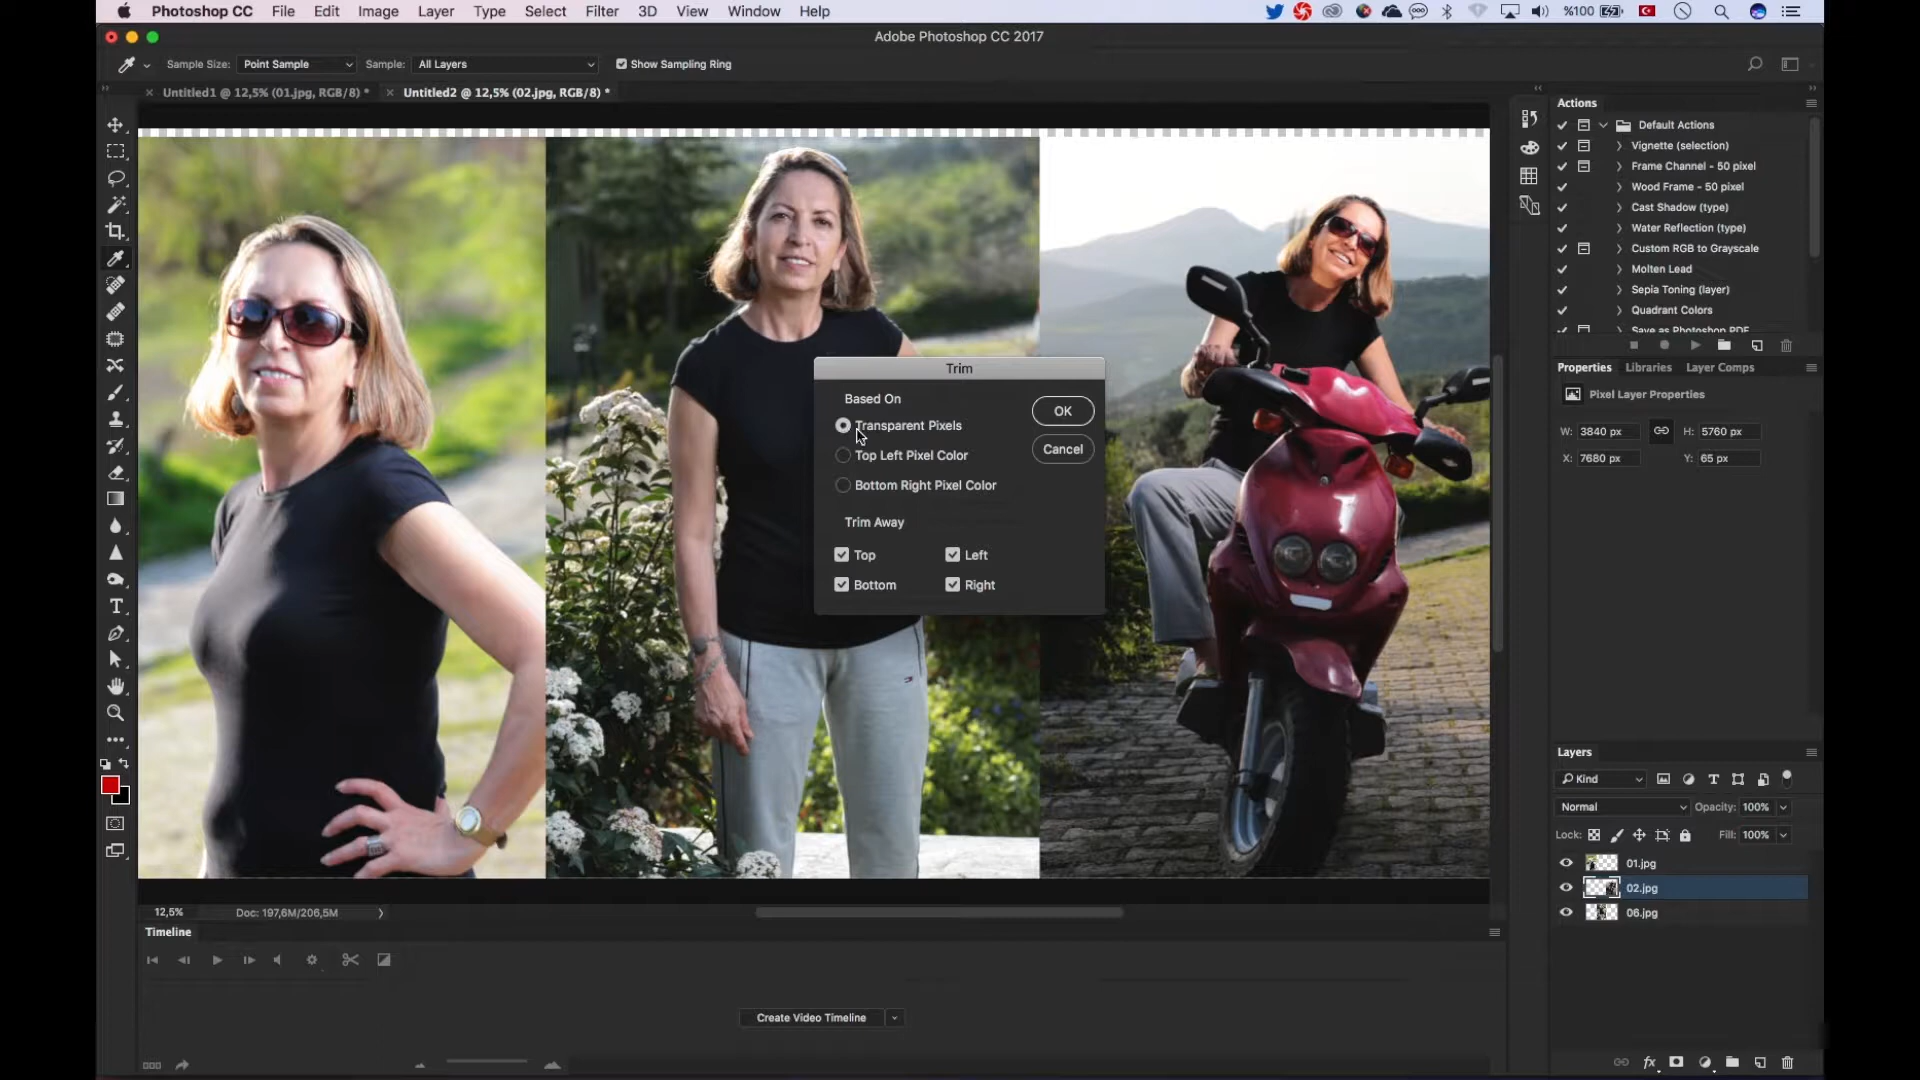 Photoshop CC File Edit Image Layer Type Select Filter 3D View Window Help %100
Adobe Photoshop CC 2017
Sample Size: Point Sample Sample: All Layers Show Sampling Ring
Untitled1 @ 12,5% (01.jpg, RGB/8) * Untitled2 @ 12,5% (02.jpg, RGB/8) *
Actions
Default Actions
Vignette (selection)
Frame Channel - 50 pixel
Wood Frame - 50 pixel
Cast Shadow (type)
Water Reflection (type)
Custom RGB to Grayscale
Molten Lead
Sepia Toning (layer)
Quadrant Colors
Save as Photoshop PDF
Properties Libraries Layer Comps
Pixel Layer Properties
W: 3840 px H: 5760 px
X: 7680 px Y: 65 px
Trim
Based On
Transparent Pixels
Top Left Pixel Color
Bottom Right Pixel Color
OK
Cancel
Trim Away
Top Left
Bottom Right
Layers
Kind
Normal Opacity: 100%
Lock: Fill: 100%
01.jpg
02.jpg
06.jpg
12,5% Doc: 197,6M/206,5M
Timeline
Create Video Timeline
fx